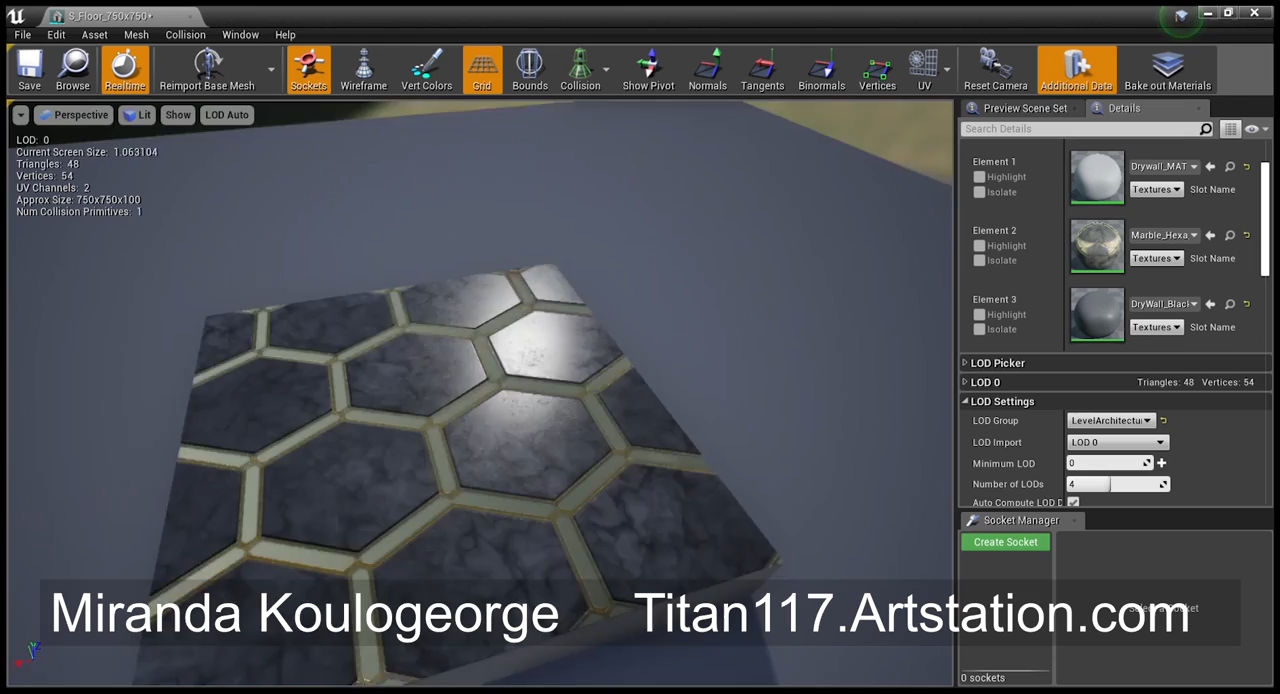 S_Floor_750x750*
File Edit Asset Mesh Collision Window Help
Save Browse Realtime Reimport Base Mesh Sockets Wireframe Vert Colors Grid Bounds Collision Show Pivot Normals Tangents Binormals Vertices UV Reset Camera Additional Data Bake out Materials
Perspective Lit Show LOD Auto
LOD: 0
Current Screen Size: 1.063104
Triangles: 48
Vertices: 54
UV Channels: 2
Approx Size: 750x750x100
Num Collision Primitives: 1
Preview Scene Set Details
Search Details
Element 1
Highlight
Isolate
Drywall_MAT
Textures Slot Name
Element 2
Highlight
Isolate
Marble_Hexa
Textures Slot Name
Element 3
Highlight
Isolate
DryWall_Blacl
Textures Slot Name
LOD Picker
LOD 0 Triangles: 48 Vertices: 54
LOD Settings
LOD Group LevelArchitectu
LOD Import LOD 0
Minimum LOD 0
Number of LODs 4
Auto Compute LOD D
Socket Manager
Create Socket
Select a Socket
0 sockets
Miranda Koulogeorge Titan117.Artstation.com